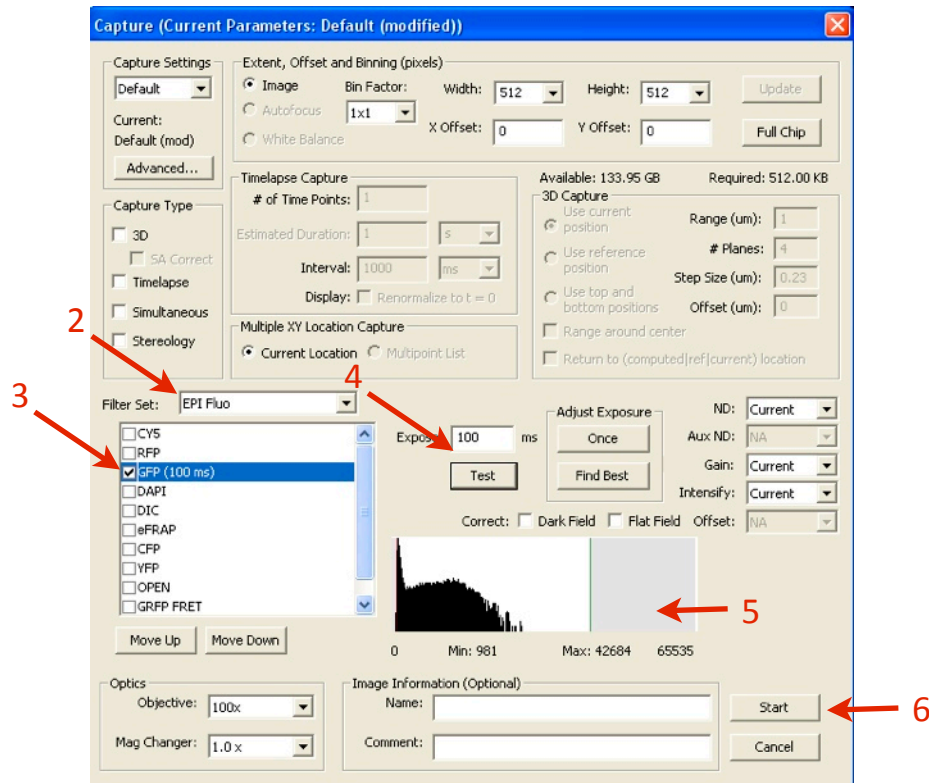 Capture (Current Parameters: Default (modified))
Capture Settings
Default
Current:
Default (mod)
Advanced...
Extent, Offset and Binning (pixels)
Image
Autofocus
White Balance
Bin Factor:
1x1
Width: 512
Height: 512
Update
X Offset: 0
Y Offset: 0
Full Chip
Capture Type
3D
SA Correct
Timelapse
Simultaneous
Stereology
Timelapse Capture
# of Time Points: 1
Estimated Duration: 1 s
Interval: 1000 ms
Display: Renormalize to t = 0
Multiple XY Location Capture
Current Location Multipoint List
Available: 133.95 GB Required: 512.00 KB
3D Capture
Use current
position
Use reference
position
Use top and
bottom positions
Range (um): 1
# Planes: 4
Step Size (um): 0.23
Offset (um): 0
Range around center
Return to (computed|ref|current) location
2
3
4
Filter Set: EPI Fluo
CY5
RFP
GFP (100 ms)
DAPI
DIC
eFRAP
CFP
YFP
OPEN
GRFP FRET
Move Up Move Down
100 ms
Test
Adjust Exposure
Once
Find Best
ND: Current
Aux ND: NA
Gain: Current
Intensify: Current
Correct: Dark Field Flat Field Offset: NA
5
0 Min: 981 Max: 42684 65535
Optics
Objective: 100x
Mag Changer: 1.0 x
Image Information (Optional)
Name:
Comment:
Start
Cancel
6